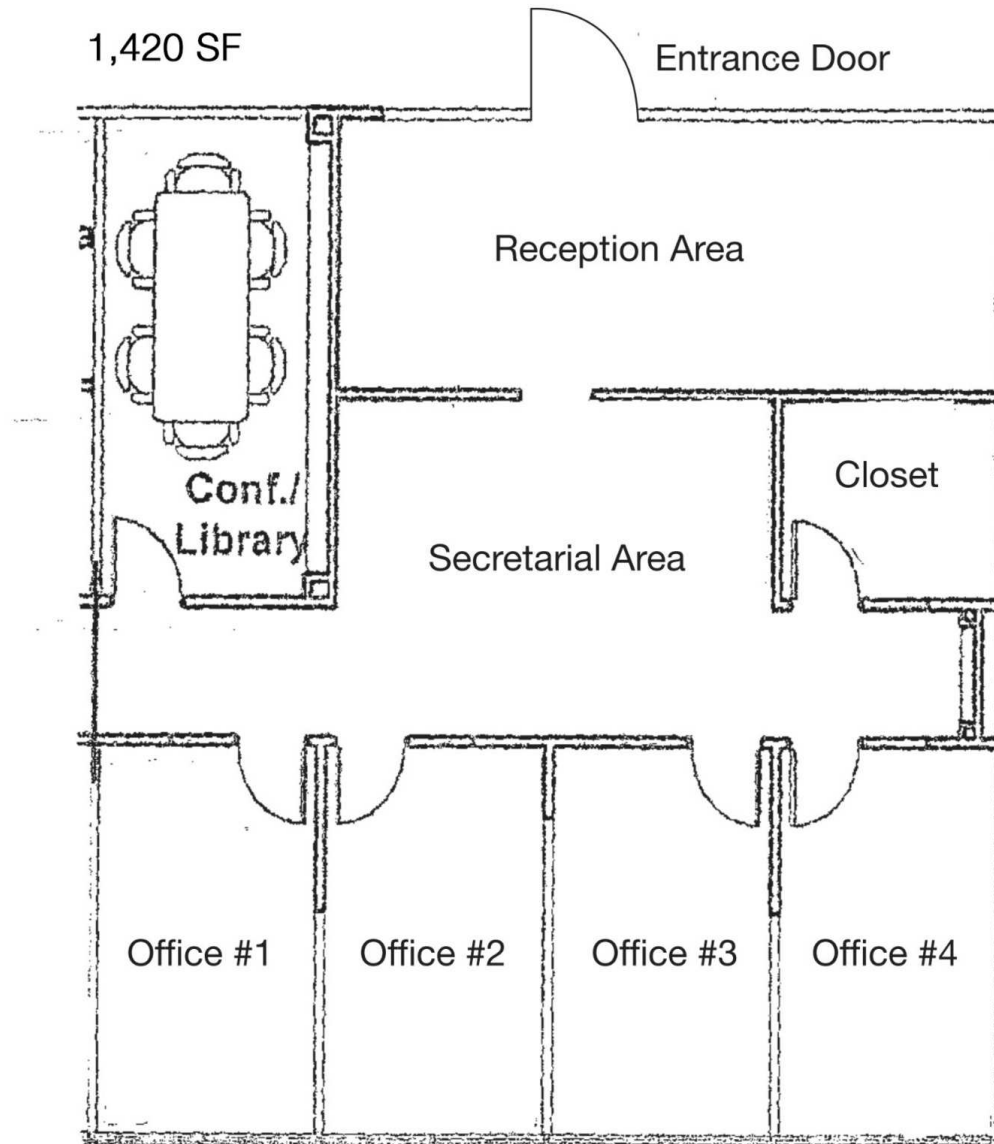 1,420 SF
Entrance Door
Reception Area
Conf./
Library
Closet
Secretarial Area
Office #1
Office #2
Office #3
Office #4